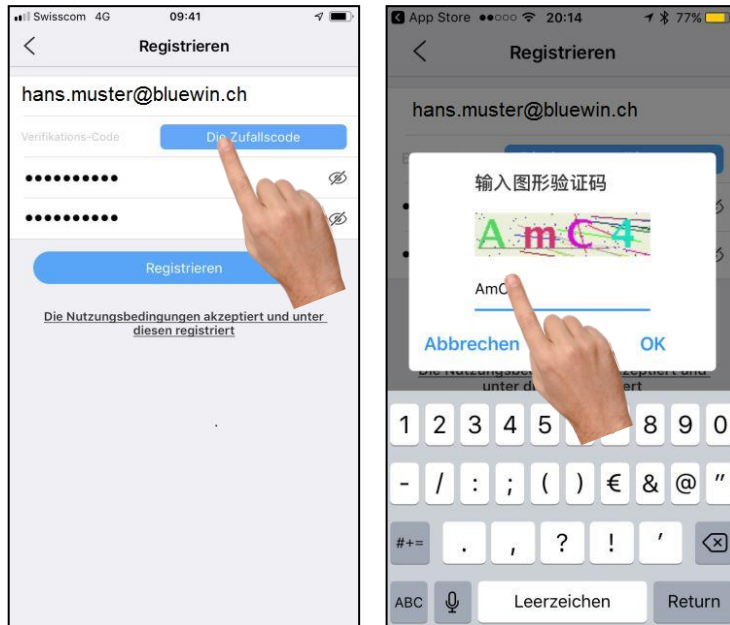 Swisscom 4G 09:41
Registrieren
hans.muster@bluewin.ch
Verifikations-Code Die Zufallscode
Registrieren
Die Nutzungsbedingungen akzeptiert und unter
diesen registriert
App Store 20:14 77%
Registrieren
hans.muster@bluewin.ch
输入图形验证码
AmC4
AmC
Abbrechen OK
unter
1 2 3 4 5 8 9 0
- / : ; ( ) € & @ "
#+= . , ? ! '
ABC Leerzeichen Return